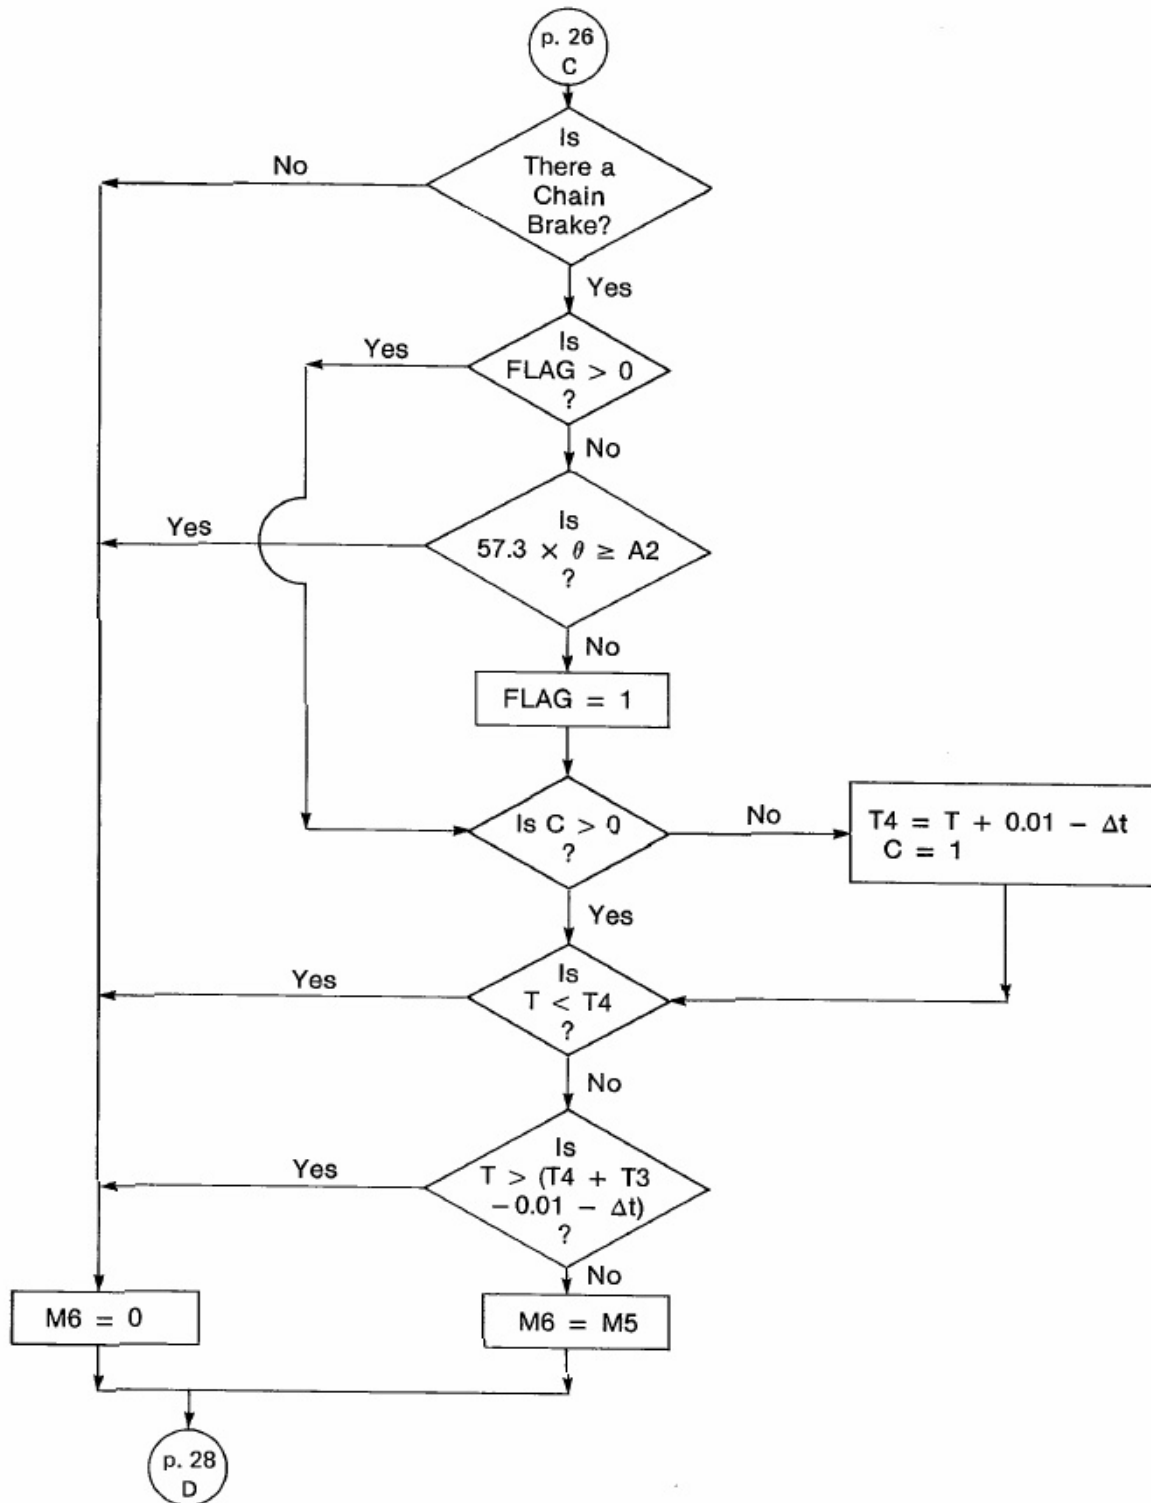 p. 26
C
Is
There a
Chain
Brake?
No
Yes
Is
FLAG > 0
?
Yes
No
Is
57.3 × θ ≥ A2
?
Yes
No
FLAG = 1
Is C > 0
?
No
T4 = T + 0.01 − Δt
C = 1
Yes
Is
T < T4
?
Yes
No
Is
T > (T4 + T3
− 0.01 − Δt)
?
Yes
No
M6 = 0
M6 = M5
p. 28
D